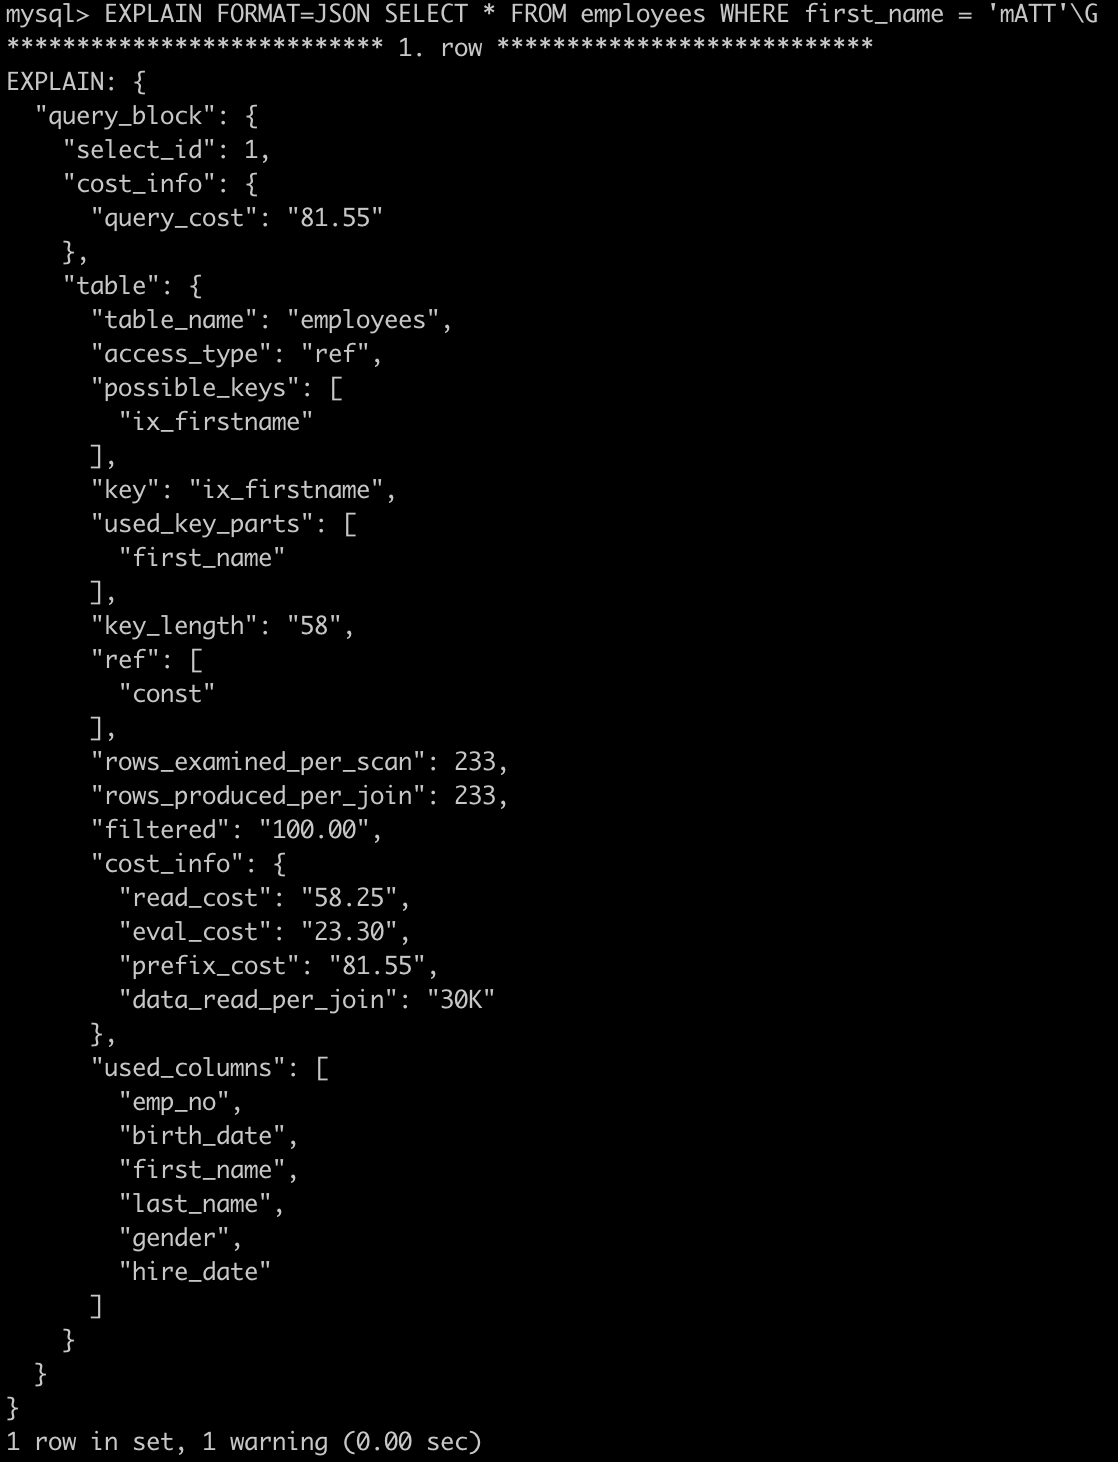 mysql> EXPLAIN FORMAT=JSON SELECT * FROM employees WHERE first_name = 'mATT'\G
*************************** 1. row ***************************
EXPLAIN: {
  "query_block": {
    "select_id": 1,
    "cost_info": {
      "query_cost": "81.55"
    },
    "table": {
      "table_name": "employees",
      "access_type": "ref",
      "possible_keys": [
        "ix_firstname"
      ],
      "key": "ix_firstname",
      "used_key_parts": [
        "first_name"
      ],
      "key_length": "58",
      "ref": [
        "const"
      ],
      "rows_examined_per_scan": 233,
      "rows_produced_per_join": 233,
      "filtered": "100.00",
      "cost_info": {
        "read_cost": "58.25",
        "eval_cost": "23.30",
        "prefix_cost": "81.55",
        "data_read_per_join": "30K"
      },
      "used_columns": [
        "emp_no",
        "birth_date",
        "first_name",
        "last_name",
        "gender",
        "hire_date"
      ]
    }
  }
}
1 row in set, 1 warning (0.00 sec)